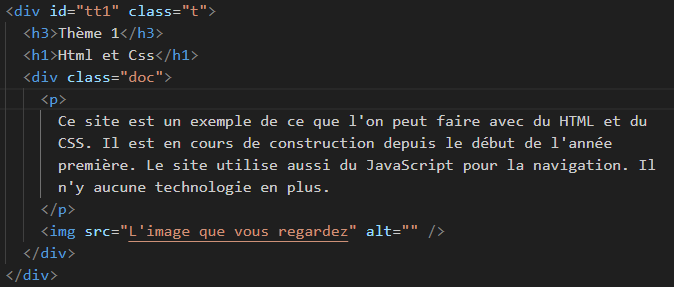 <div id="tt1" class="t">
<h3>Thème 1</h3>
<h1>Html et Css</h1>
<div class="doc">
<p>
Ce site est un exemple de ce que l'on peut faire avec du HTML et du
CSS. Il est en cours de construction depuis le début de l'année
première. Le site utilise aussi du JavaScript pour la navigation. Il
n'y aucune technologie en plus.
</p>
<img src="L'image que vous regardez" alt="" />
</div>
</div>